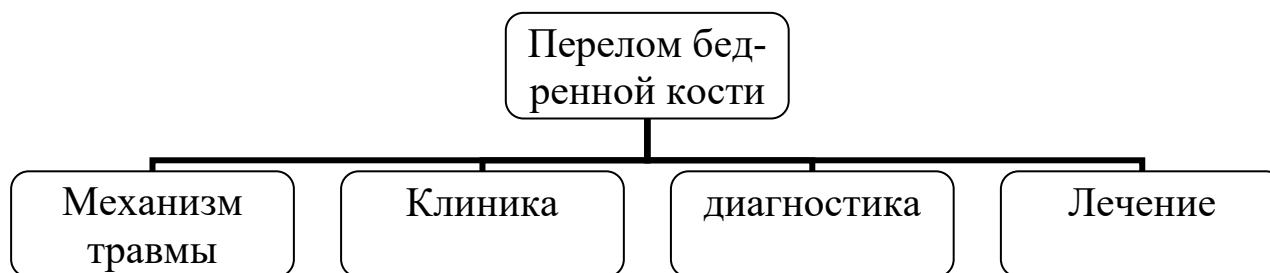 Перелом бед-
ренной кости
Механизм
травмы
Клиника
диагностика
Лечение